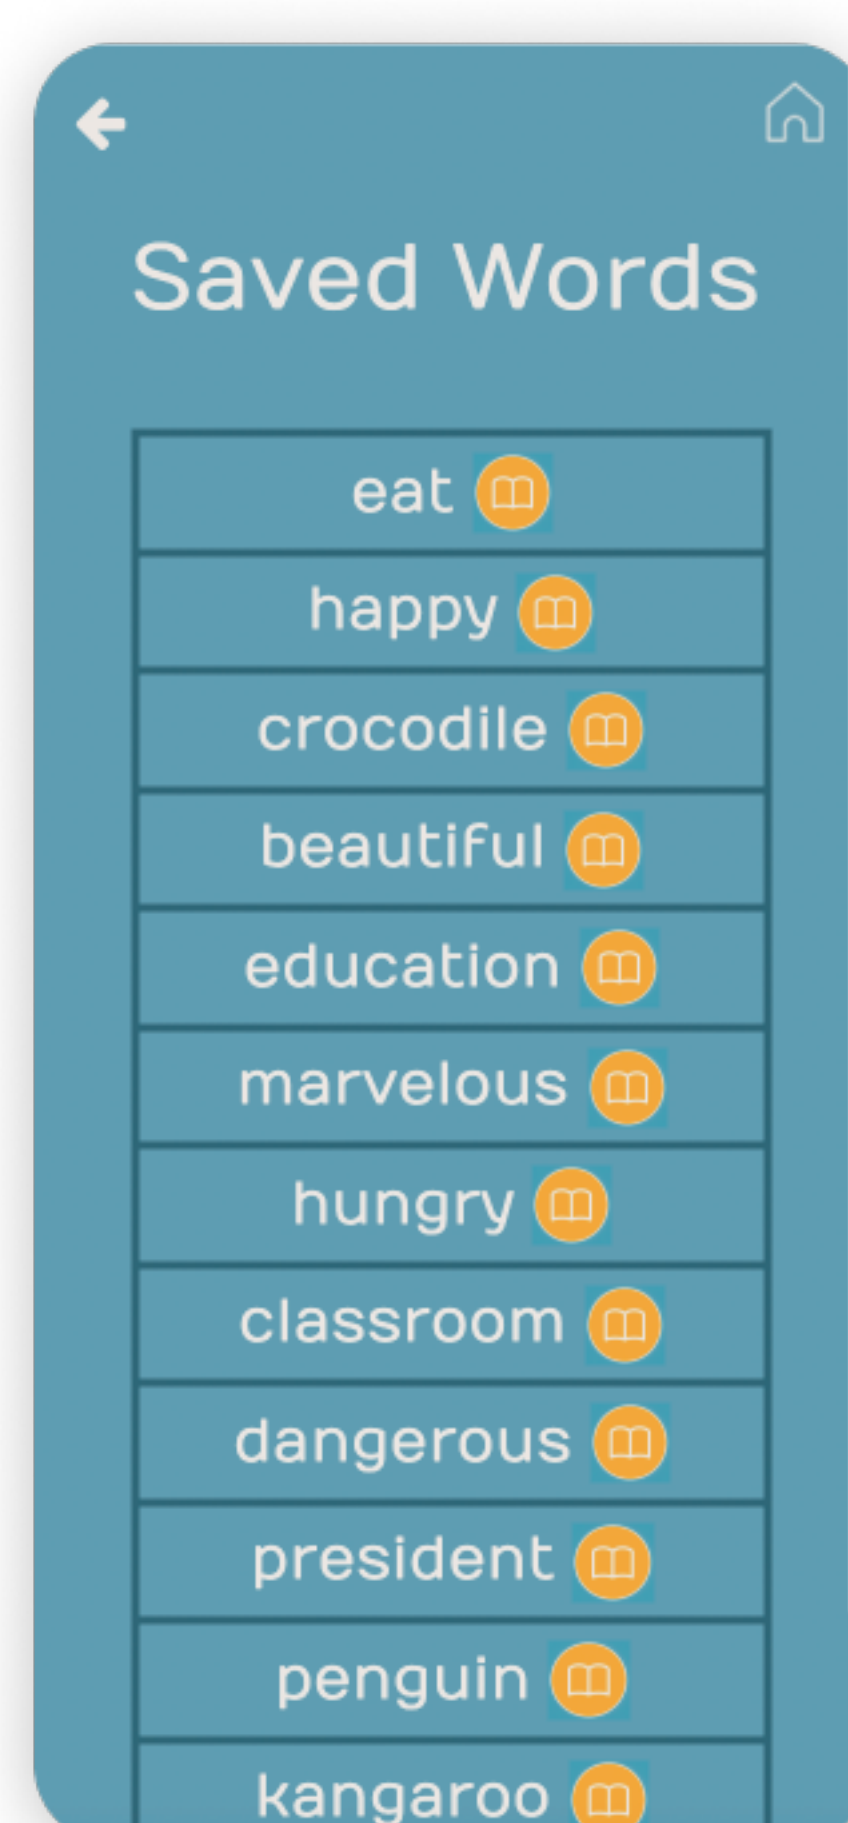 Saved Words
eat
happy
crocodile
beautiful
education
marvelous
hungry
classroom
dangerous
president
penguin
kangaroo